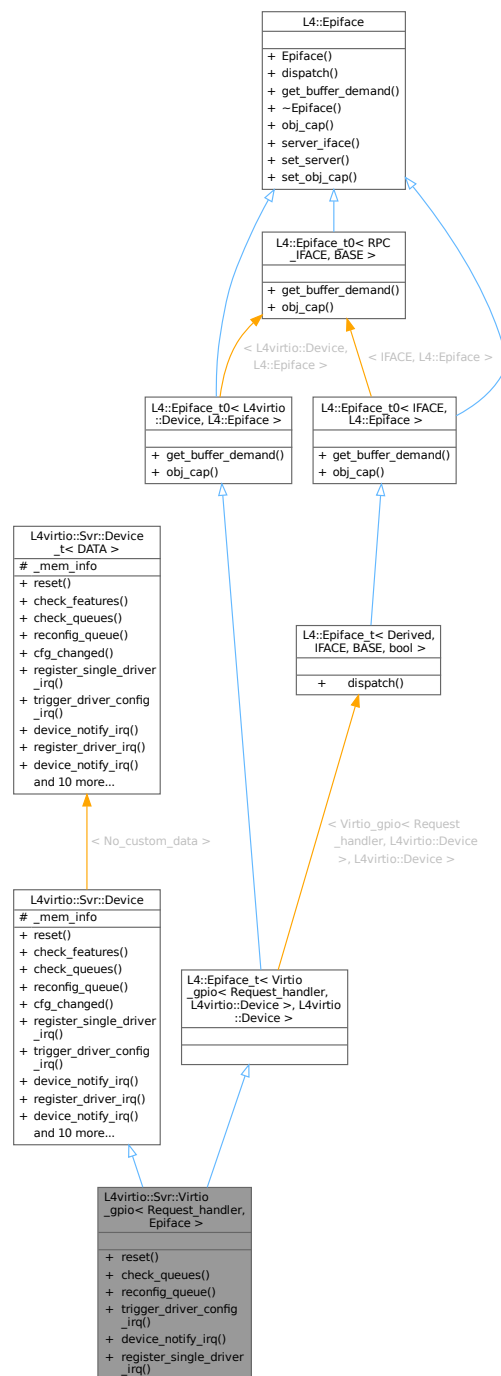 L4::Epiface
+ Epiface()
+ dispatch()
+ get_buffer_demand()
+ ~Epiface()
+ obj_cap()
+ server_iface()
+ set_server()
+ set_obj_cap()
L4::Epiface_t0< RPC
_IFACE, BASE >
+ get_buffer_demand()
+ obj_cap()
< L4virtio::Device,
L4::Epiface >
< IFACE, L4::Epiface >
L4::Epiface_t0< L4virtio
::Device, L4::Epiface >
+ get_buffer_demand()
+ obj_cap()
L4::Epiface_t0< IFACE,
L4::Epiface >
+ get_buffer_demand()
+ obj_cap()
L4virtio::Svr::Device
_t< DATA >
# _mem_info
+ reset()
+ check_features()
+ check_queues()
+ reconfig_queue()
+ cfg_changed()
+ register_single_driver
_irq()
+ trigger_driver_config
_irq()
+ device_notify_irq()
+ register_driver_irq()
+ device_notify_irq()
and 10 more...
L4::Epiface_t< Derived,
IFACE, BASE, bool >
+ dispatch()
< No_custom_data >
< Virtio_gpio< Request
_handler, L4virtio::Device
>, L4virtio::Device >
L4virtio::Svr::Device
# _mem_info
+ reset()
+ check_features()
+ check_queues()
+ reconfig_queue()
+ cfg_changed()
+ register_single_driver
_irq()
+ trigger_driver_config
_irq()
+ device_notify_irq()
+ register_driver_irq()
+ device_notify_irq()
and 10 more...
L4::Epiface_t< Virtio
_gpio< Request_handler,
L4virtio::Device >, L4virtio
::Device >
L4virtio::Svr::Virtio
_gpio< Request_handler,
Epiface >
+ reset()
+ check_queues()
+ reconfig_queue()
+ trigger_driver_config
_irq()
+ device_notify_irq()
+ register_single_driver
_irq()